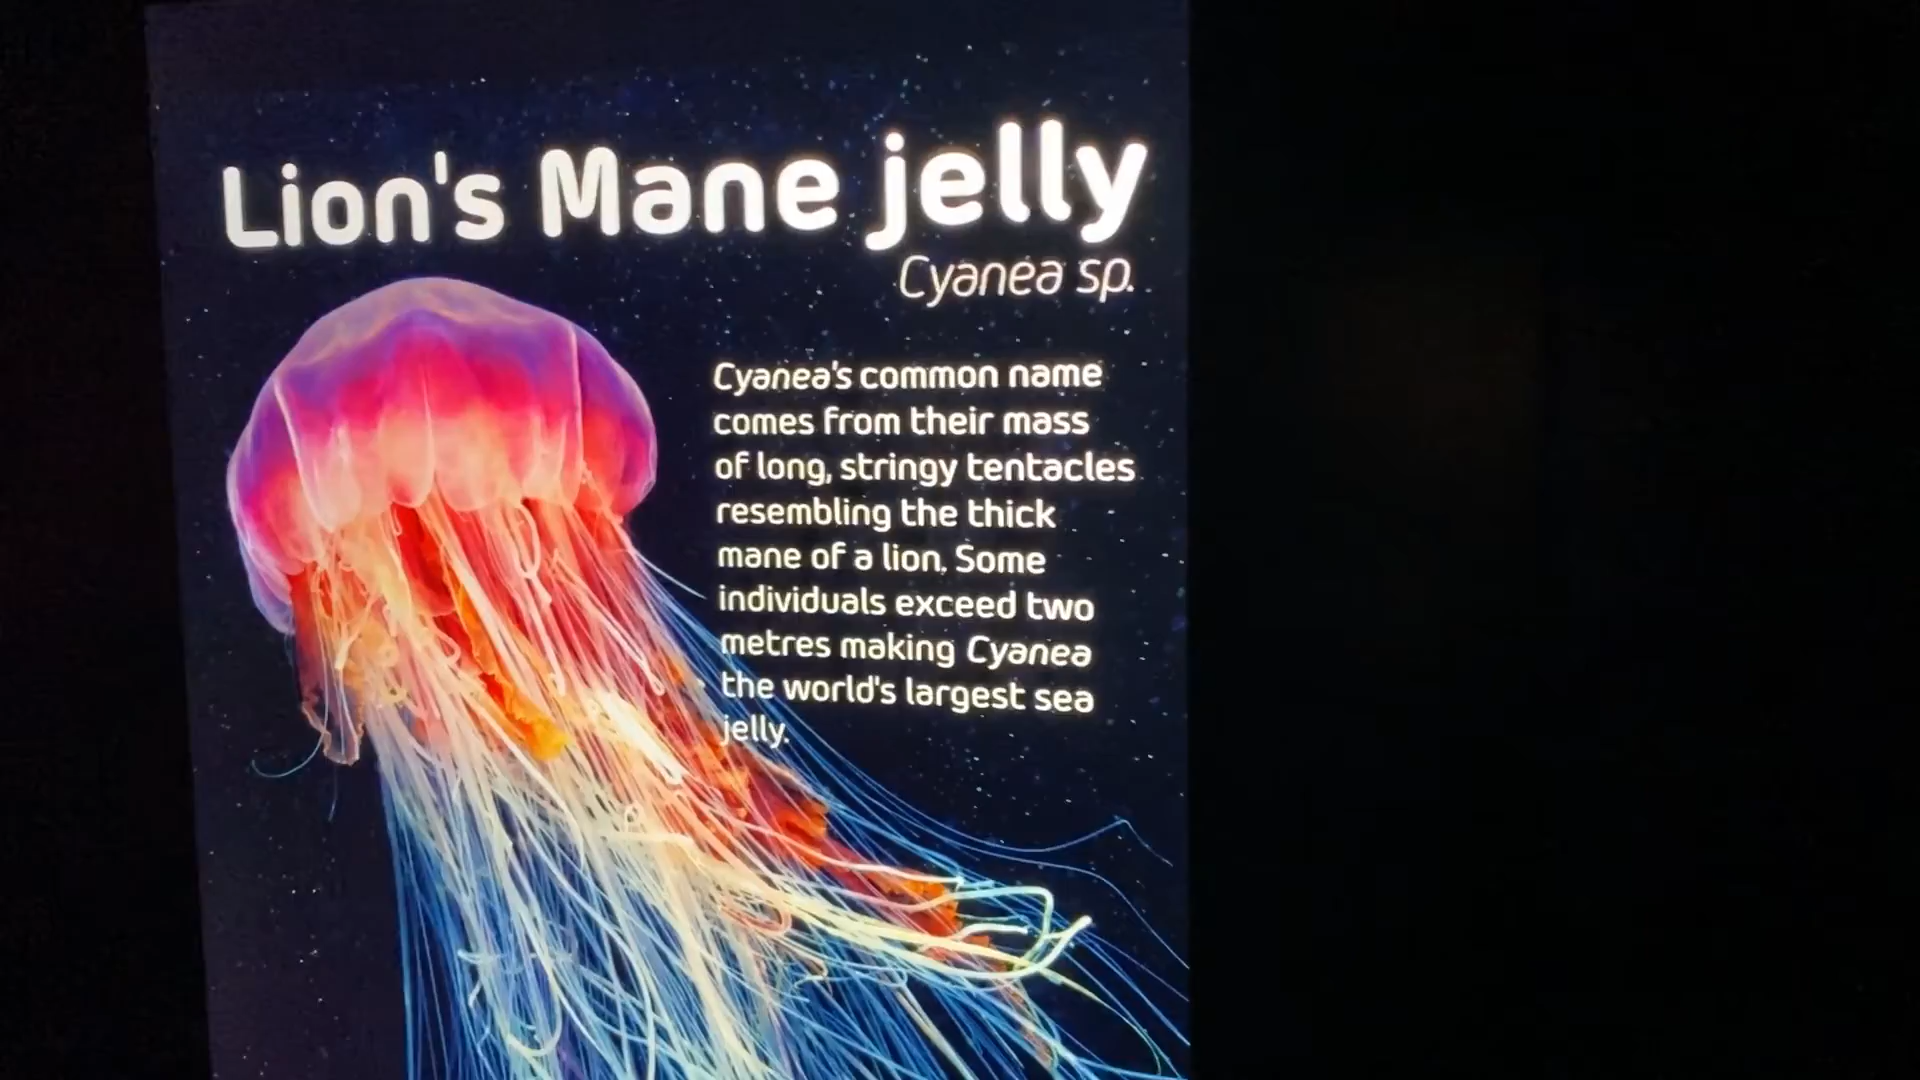 Lion's Mane jelly
Cyanea sp.
Cyanea's common name
comes from their mass
of long, stringy tentacles
resembling the thick
mane of a lion. Some
individuals exceed two
metres making Cyanea
the world's largest sea
jelly.